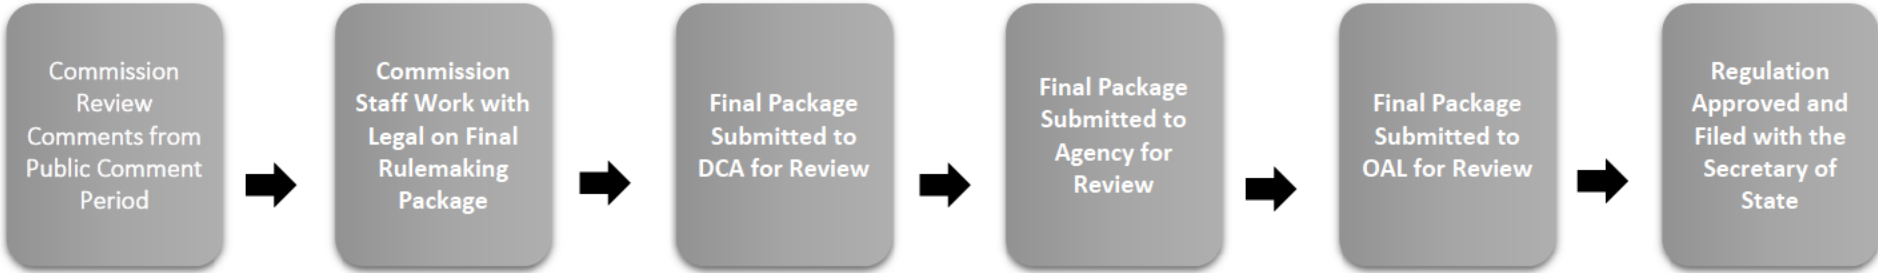 Commission
Review
Comments from
Public Comment
Period
Commission
Staff Work with
Legal on Final
Rulemaking
Package
Final Package
Submitted to
DCA for Review
Final Package
Submitted to
Agency for
Review
Final Package
Submitted to
OAL for Review
Regulation
Approved and
Filed with the
Secretary of
State